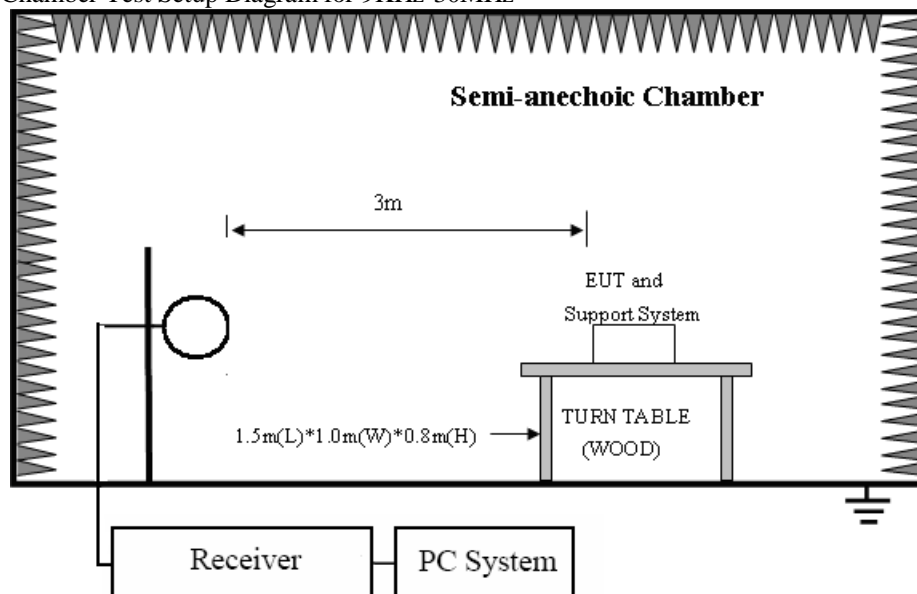 Chamber Test Setup Diagram for 9KHz-30MHz
Semi-anechoic Chamber
3m
EUT and
Support System
1.5m(L)*1.0m(W)*0.8m(H)
TURN TABLE
(WOOD)
Receiver
PC System